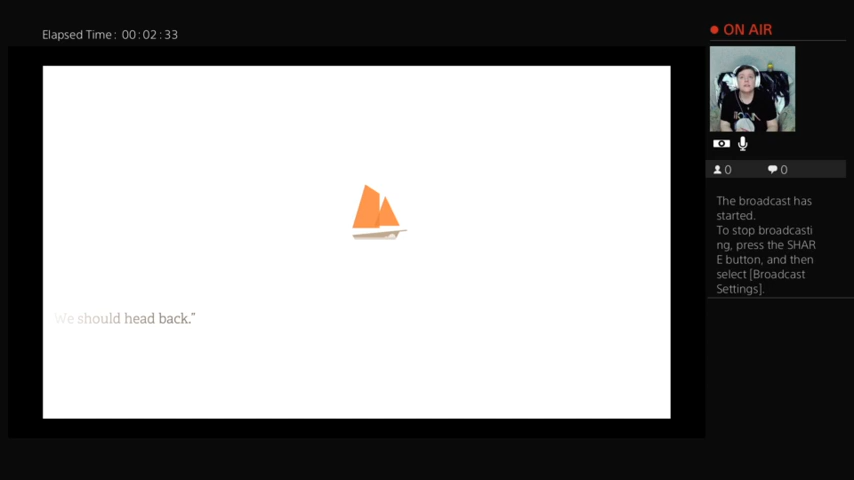 Elapsed Time: 00:02:33
ON AIR
0 0
The broadcast has
started.
To stop broadcasti
ng, press the SHAR
E button, and then
select [Broadcast
Settings].
We should head back.”